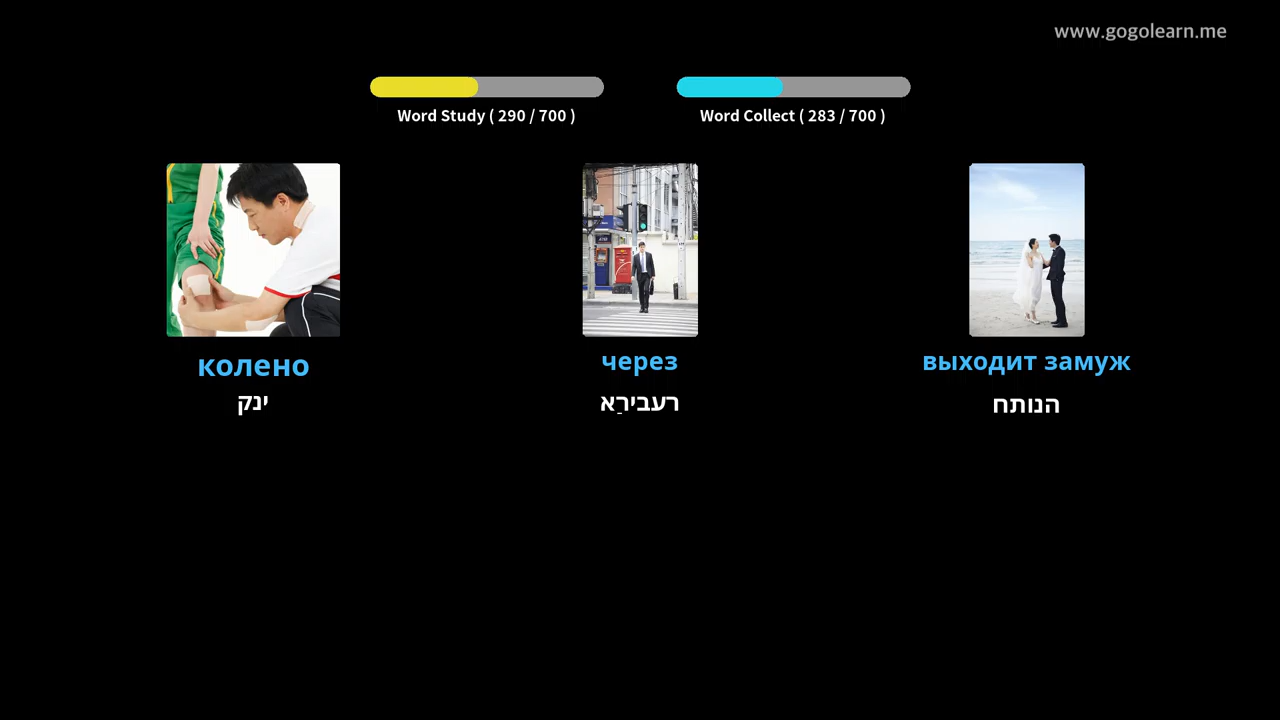 www.gogolearn.me
Word Study ( 290 / 700 )
Word Collect ( 283 / 700 )
колено
ינק
через
רעבירַא
выходит замуж
הנותח